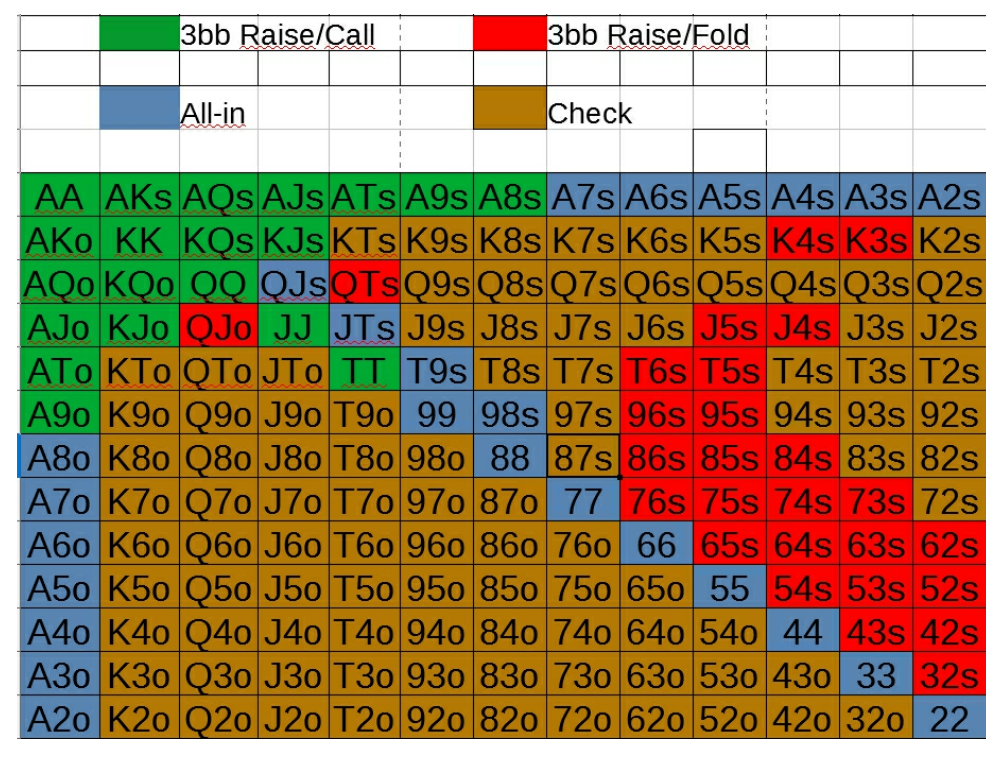 3bb Raise/Call 3bb Raise/Fold
All-in Check
AA AKs AQs AJs ATs A9s A8s A7s A6s A5s A4s A3s A2s
AKo KK KQs KJs KTs K9s K8s K7s K6s K5s K4s K3s K2s
AQo KQo QQ QJs QTs Q9s Q8s Q7s Q6s Q5s Q4s Q3s Q2s
AJo KJo QJo JJ JTs J9s J8s J7s J6s J5s J4s J3s J2s
ATo KTo QTo JTo TT T9s T8s T7s T6s T5s T4s T3s T2s
A9o K9o Q9o J9o T9o 99 98s 97s 96s 95s 94s 93s 92s
A8o K8o Q8o J8o T8o 98o 88 87s 86s 85s 84s 83s 82s
A7o K7o Q7o J7o T7o 97o 87o 77 76s 75s 74s 73s 72s
A6o K6o Q6o J6o T6o 96o 86o 76o 66 65s 64s 63s 62s
A5o K5o Q5o J5o T5o 95o 85o 75o 65o 55 54s 53s 52s
A4o K4o Q4o J4o T4o 94o 84o 74o 64o 54o 44 43s 42s
A3o K3o Q3o J3o T3o 93o 83o 73o 63o 53o 43o 33 32s
A2o K2o Q2o J2o T2o 92o 82o 72o 62o 52o 42o 32o 22